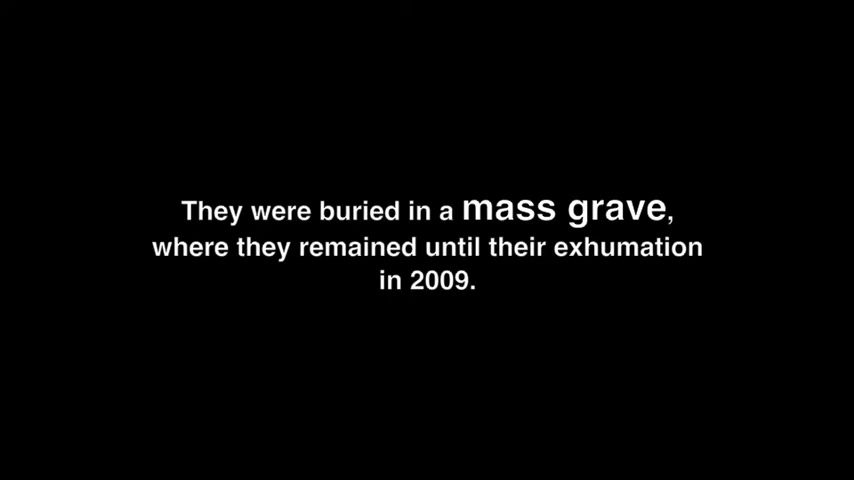 They were buried in a mass grave,
where they remained until their exhumation
in 2009.